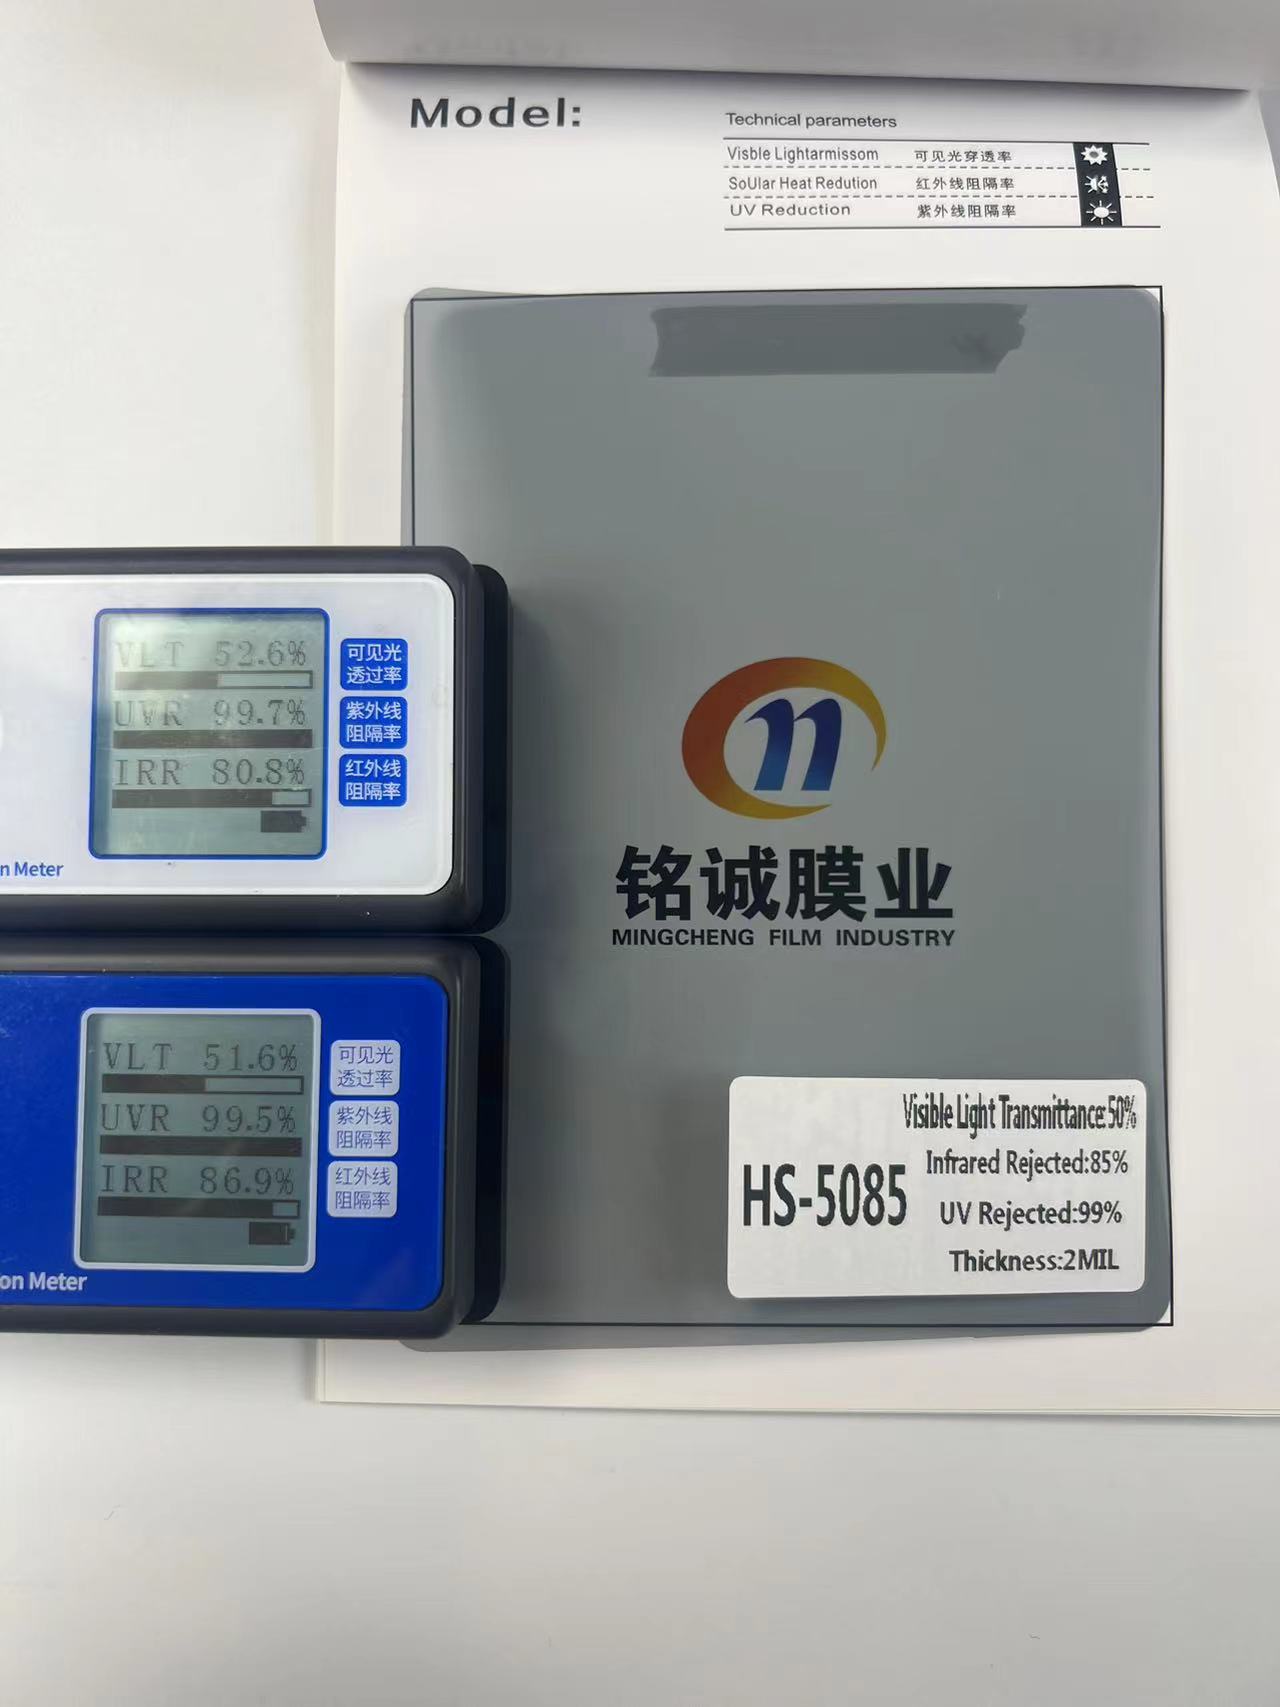 Model:
Technical parameters
Visble Lightarmissom 可见光穿透率
SoUlar Heat Redution 红外线阻隔率
UV Reduction 紫外线阻隔率
VLT 52.6%
可见光
透过率
UVR 99.7%
紫外线
阻隔率
IRR 80.8%
红外线
阻隔率
n Meter
铭诚膜业
MINGCHENG FILM INDUSTRY
VLT 51.6%
可见光
透过率
UVR 99.5%
紫外线
阻隔率
IRR 86.9%
红外线
阻隔率
on Meter
Visible Light Transmittance:50%
Infrared Rejected:85%
HS-5085
UV Rejected:99%
Thickness:2MIL